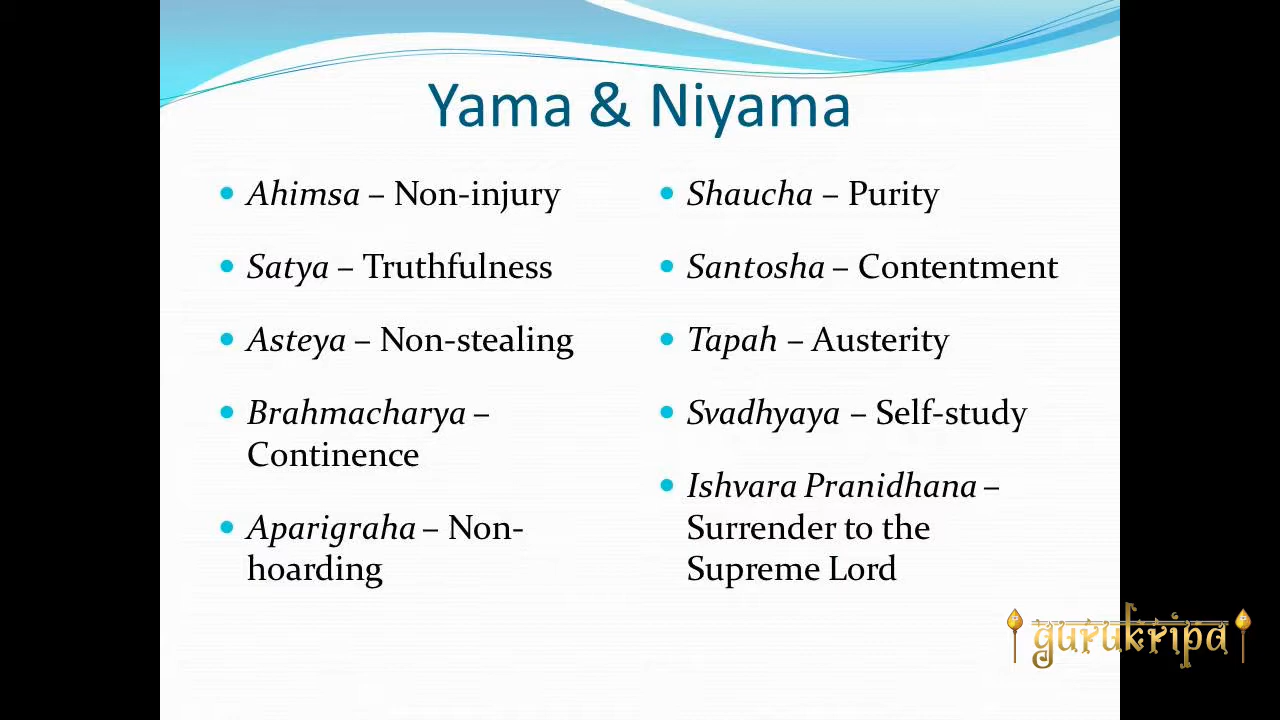 Yama & Niyama
• Ahimsa – Non-injury
• Satya – Truthfulness
• Asteya – Non-stealing
• Brahmacharya –
Continence
• Aparigraha – Non-
hoarding
• Shaucha – Purity
• Santosha – Contentment
• Tapah – Austerity
• Svadhyaya – Self-study
• Ishvara Pranidhana –
Surrender to the
Supreme Lord
gurukripa